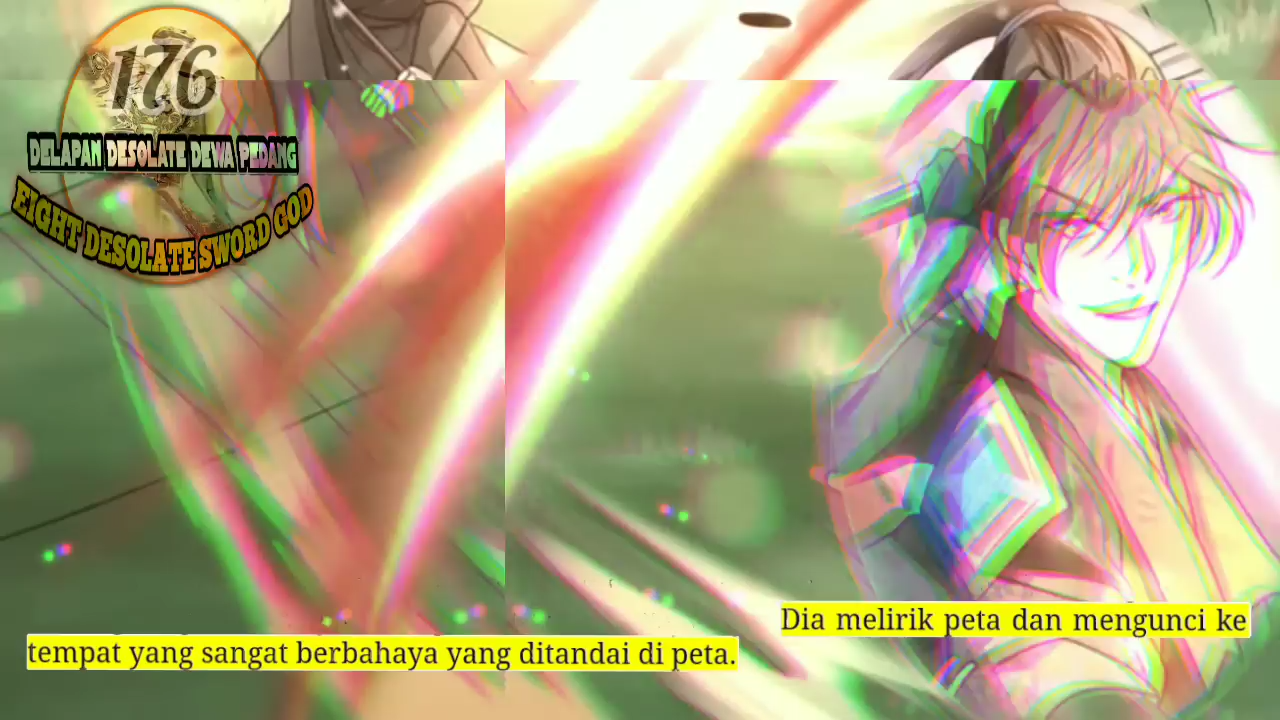 176
DELAPAN DESOLATE DEWA PEDANG
EIGHT DESOLATE SWORD GOD
Dia melirik peta dan mengunci ke
tempat yang sangat berbahaya yang ditandai di peta.